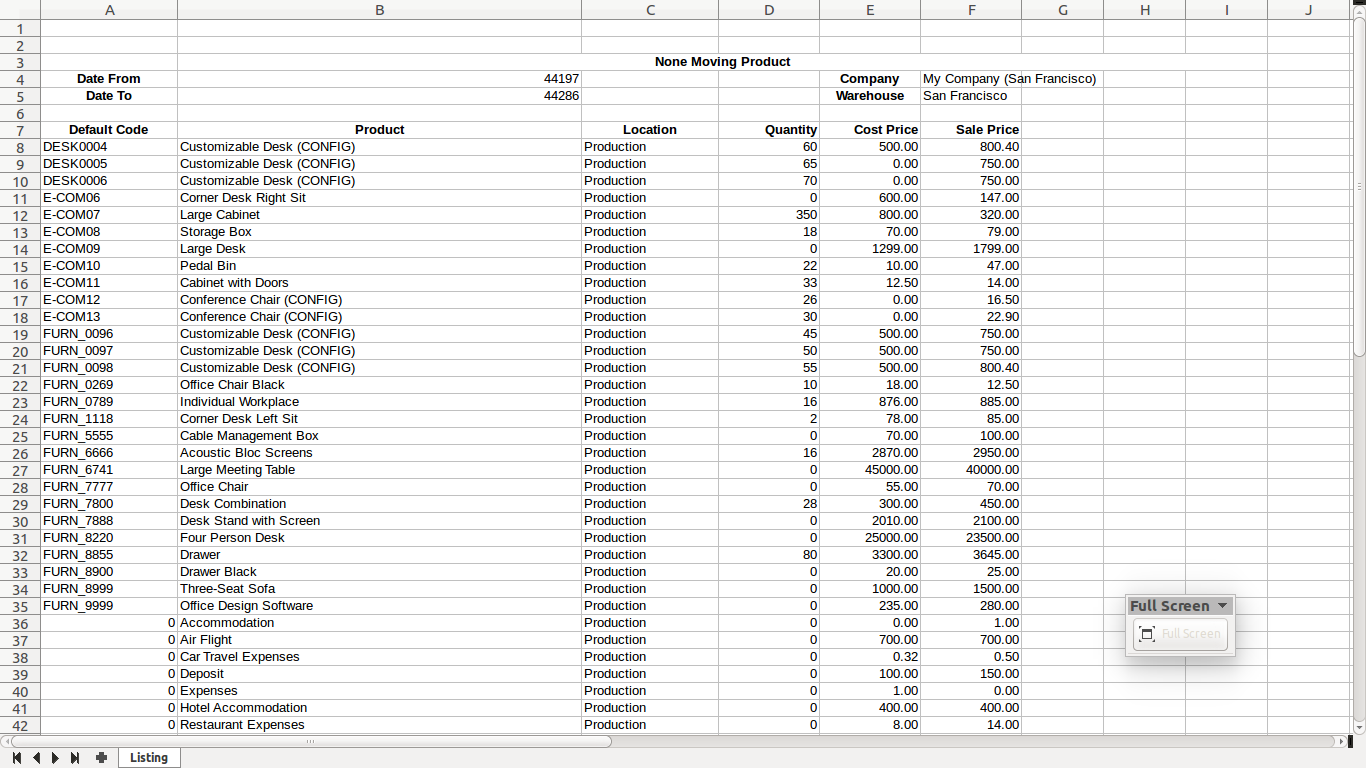 A B C D E F G H I J
1
2
3 None Moving Product
4 Date From 44197 Company My Company (San Francisco)
5 Date To 44286 Warehouse San Francisco
6
7 Default Code Product Location Quantity Cost Price Sale Price
8 DESK0004 Customizable Desk (CONFIG) Production 60 500.00 800.40
9 DESK0005 Customizable Desk (CONFIG) Production 65 0.00 750.00
10 DESK0006 Customizable Desk (CONFIG) Production 70 0.00 750.00
11 E-COM06 Corner Desk Right Sit Production 0 600.00 147.00
12 E-COM07 Large Cabinet Production 350 800.00 320.00
13 E-COM08 Storage Box Production 18 70.00 79.00
14 E-COM09 Large Desk Production 0 1299.00 1799.00
15 E-COM10 Pedal Bin Production 22 10.00 47.00
16 E-COM11 Cabinet with Doors Production 33 12.50 14.00
17 E-COM12 Conference Chair (CONFIG) Production 26 0.00 16.50
18 E-COM13 Conference Chair (CONFIG) Production 30 0.00 22.90
19 FURN_0096 Customizable Desk (CONFIG) Production 45 500.00 750.00
20 FURN_0097 Customizable Desk (CONFIG) Production 50 500.00 750.00
21 FURN_0098 Customizable Desk (CONFIG) Production 55 500.00 800.40
22 FURN_0269 Office Chair Black Production 10 18.00 12.50
23 FURN_0789 Individual Workplace Production 16 876.00 885.00
24 FURN_1118 Corner Desk Left Sit Production 2 78.00 85.00
25 FURN_5555 Cable Management Box Production 0 70.00 100.00
26 FURN_6666 Acoustic Bloc Screens Production 16 2870.00 2950.00
27 FURN_6741 Large Meeting Table Production 0 45000.00 40000.00
28 FURN_7777 Office Chair Production 0 55.00 70.00
29 FURN_7800 Desk Combination Production 28 300.00 450.00
30 FURN_7888 Desk Stand with Screen Production 0 2010.00 2100.00
31 FURN_8220 Four Person Desk Production 0 25000.00 23500.00
32 FURN_8855 Drawer Production 80 3300.00 3645.00
33 FURN_8900 Drawer Black Production 0 20.00 25.00
34 FURN_8999 Three-Seat Sofa Production 0 1000.00 1500.00
35 FURN_9999 Office Design Software Production 0 235.00 280.00
Full Screen
36 0 Accommodation Production 0 0.00 1.00
37 0 Air Flight Production 0 700.00 700.00
Full Screen
38 0 Car Travel Expenses Production 0 0.32 0.50
39 0 Deposit Production 0 100.00 150.00
40 0 Expenses Production 0 1.00 0.00
41 0 Hotel Accommodation Production 0 400.00 400.00
42 0 Restaurant Expenses Production 0 8.00 14.00
Listing